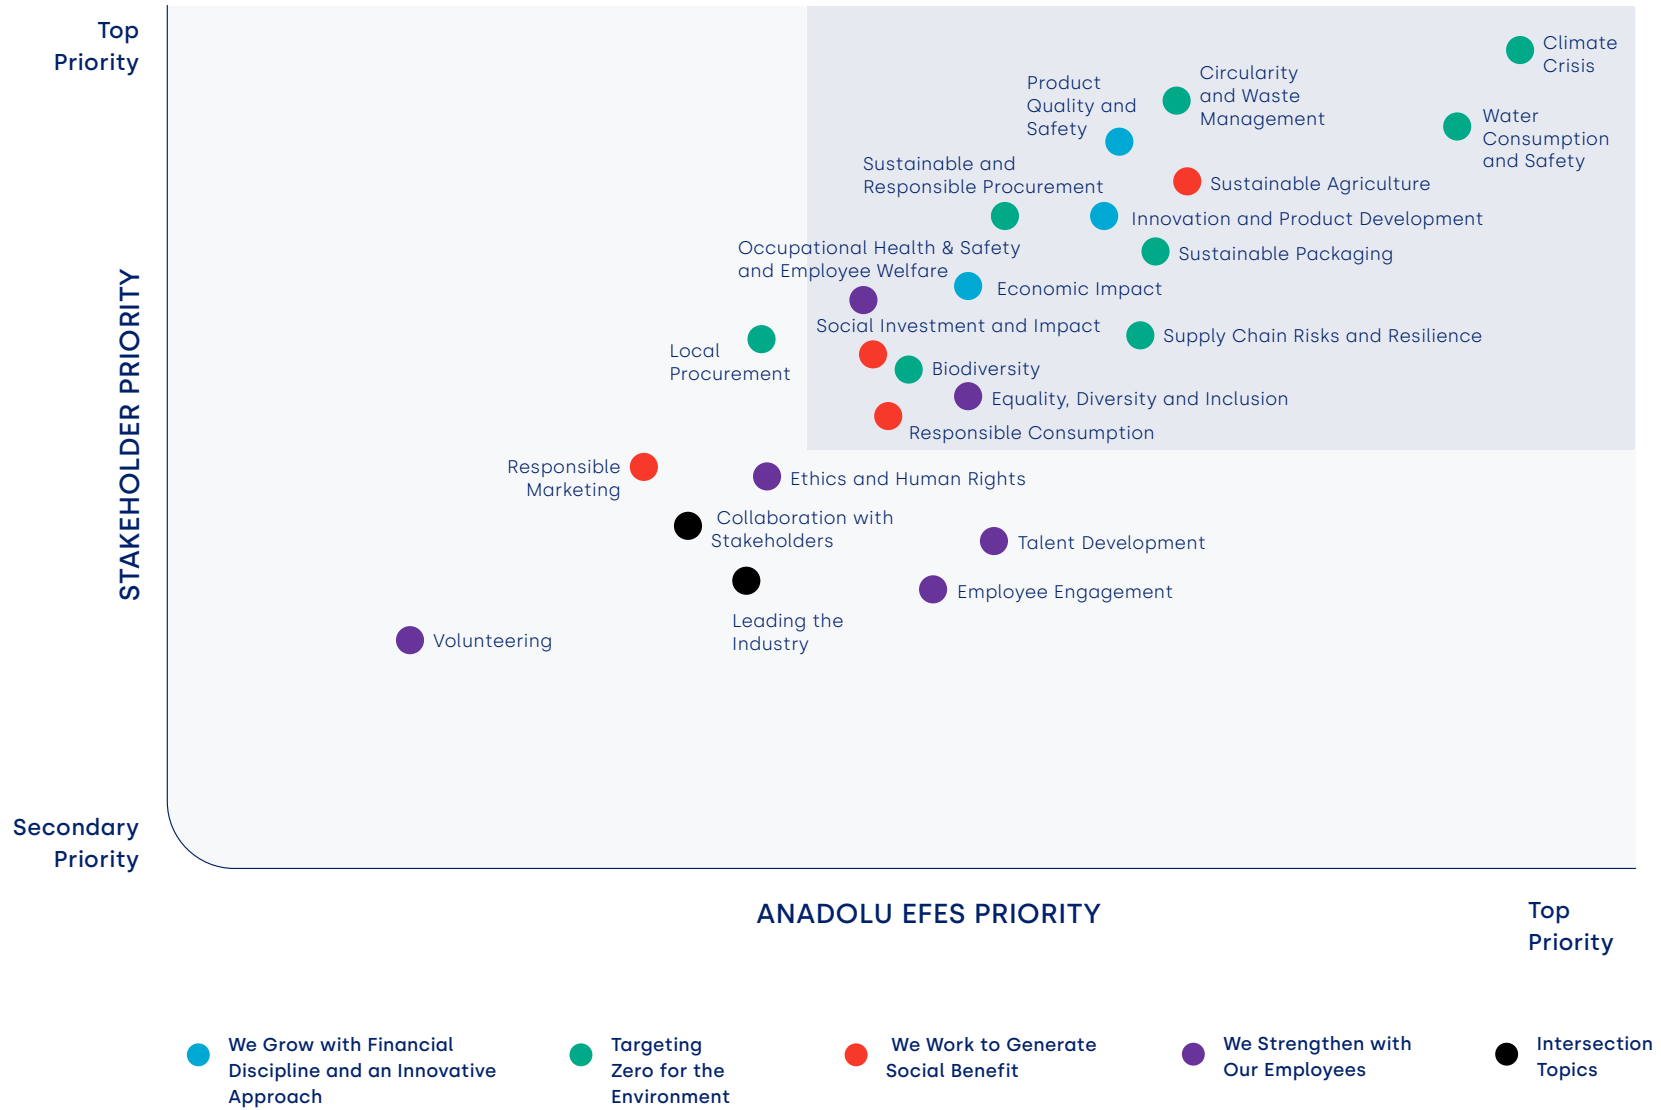 Top
Priority
Climate
Crisis
Circularity
and Waste
Management
Product
Quality and
Safety
Water
Consumption
and Safety
Sustainable and
Responsible Procurement
Sustainable Agriculture
Innovation and Product Development
Occupational Health & Safety
and Employee Welfare
Sustainable Packaging
Economic Impact
Social Investment and Impact
Supply Chain Risks and Resilience
Local
Procurement
Biodiversity
Equality, Diversity and Inclusion
Responsible Consumption
STAKEHOLDER PRIORITY
Responsible
Marketing
Ethics and Human Rights
Collaboration with
Stakeholders
Talent Development
Employee Engagement
Leading the
Industry
Volunteering
Secondary
Priority
ANADOLU EFES PRIORITY
Top
Priority
We Grow with Financial
Discipline and an Innovative
Approach
Targeting
Zero for the
Environment
We Work to Generate
Social Benefit
We Strengthen with
Our Employees
Intersection
Topics